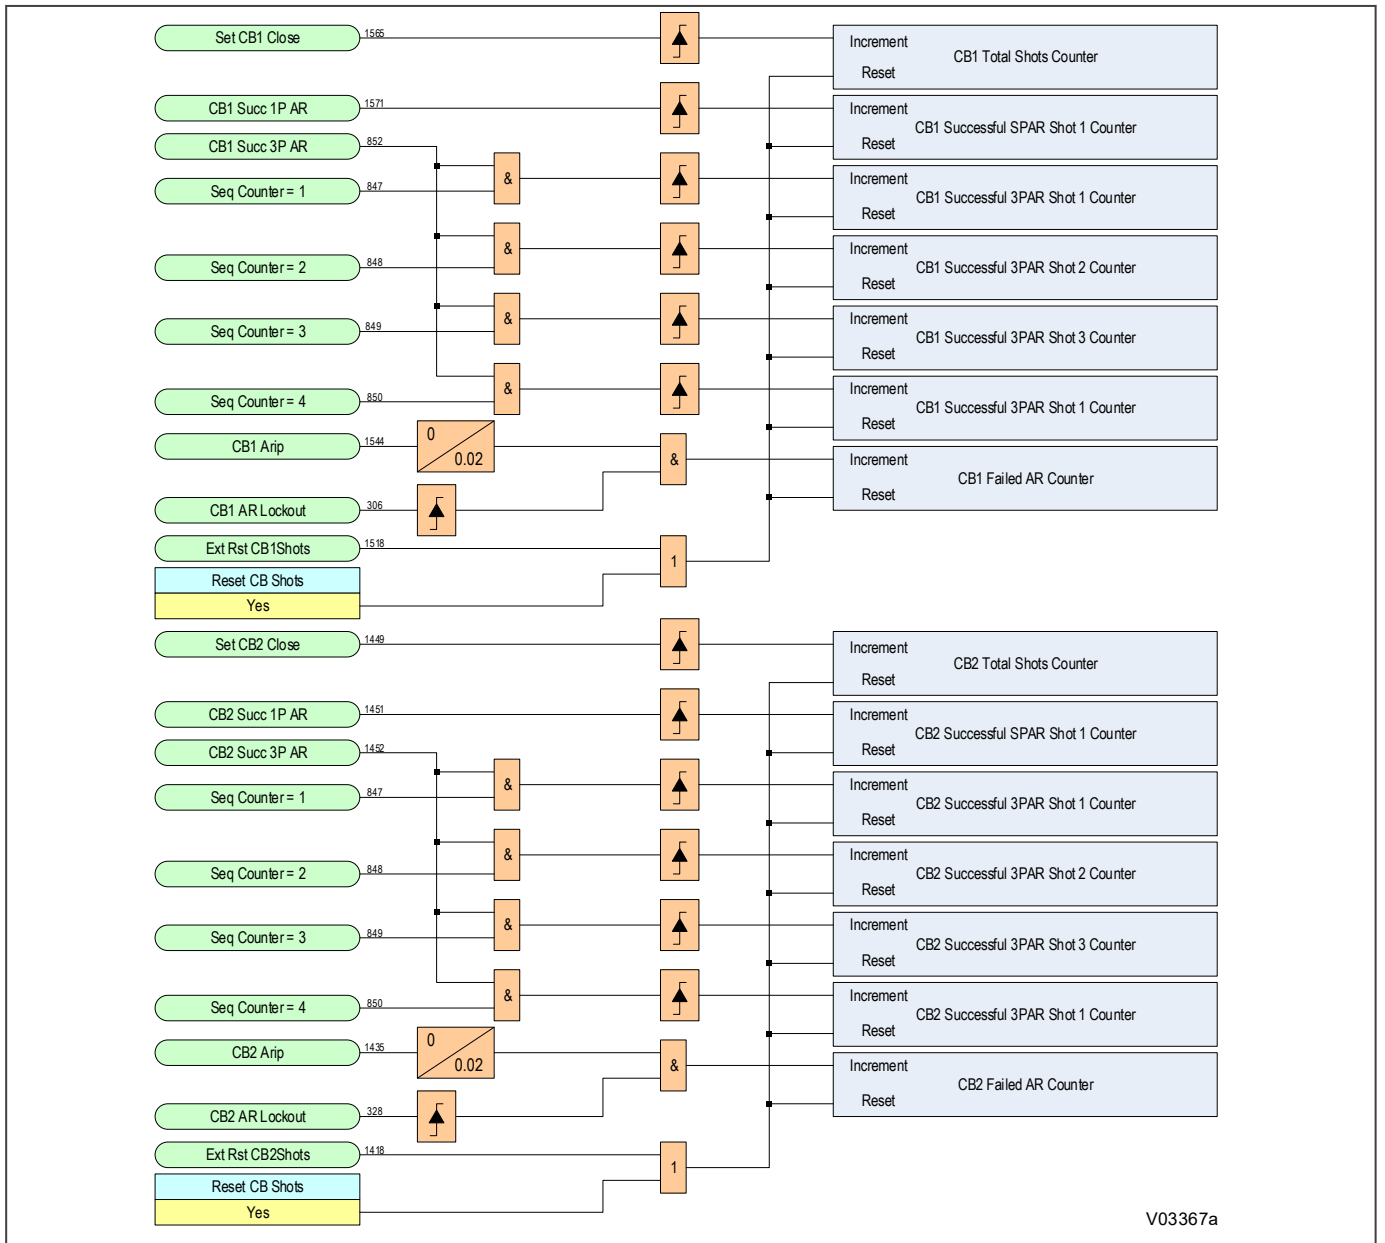 Set CB1 Close 1565
Increment
CB1 Total Shots Counter
Reset
CB1 Succ 1P AR 1571
Increment
CB1 Successful SPAR Shot 1 Counter
Reset
CB1 Succ 3P AR 852
Seq Counter = 1 847
&
Increment
CB1 Successful 3PAR Shot 1 Counter
Reset
Seq Counter = 2 848
&
Increment
CB1 Successful 3PAR Shot 2 Counter
Reset
Seq Counter = 3 849
&
Increment
CB1 Successful 3PAR Shot 3 Counter
Reset
Seq Counter = 4 850
&
Increment
CB1 Successful 3PAR Shot 1 Counter
Reset
CB1 Arip 1544
0
0.02
&
Increment
CB1 Failed AR Counter
Reset
CB1 AR Lockout 306
Ext Rst CB1Shots 1518
1
Reset CB Shots
Yes
Set CB2 Close 1449
Increment
CB2 Total Shots Counter
Reset
CB2 Succ 1P AR 1451
Increment
CB2 Successful SPAR Shot 1 Counter
Reset
CB2 Succ 3P AR 1452
Seq Counter = 1 847
&
Increment
CB2 Successful 3PAR Shot 1 Counter
Reset
Seq Counter = 2 848
&
Increment
CB2 Successful 3PAR Shot 2 Counter
Reset
Seq Counter = 3 849
&
Increment
CB2 Successful 3PAR Shot 3 Counter
Reset
Seq Counter = 4 850
&
Increment
CB2 Successful 3PAR Shot 1 Counter
Reset
CB2 Arip 1435
0
0.02
&
Increment
CB2 Failed AR Counter
Reset
CB2 AR Lockout 328
Ext Rst CB2Shots 1418
1
Reset CB Shots
Yes
V03367a